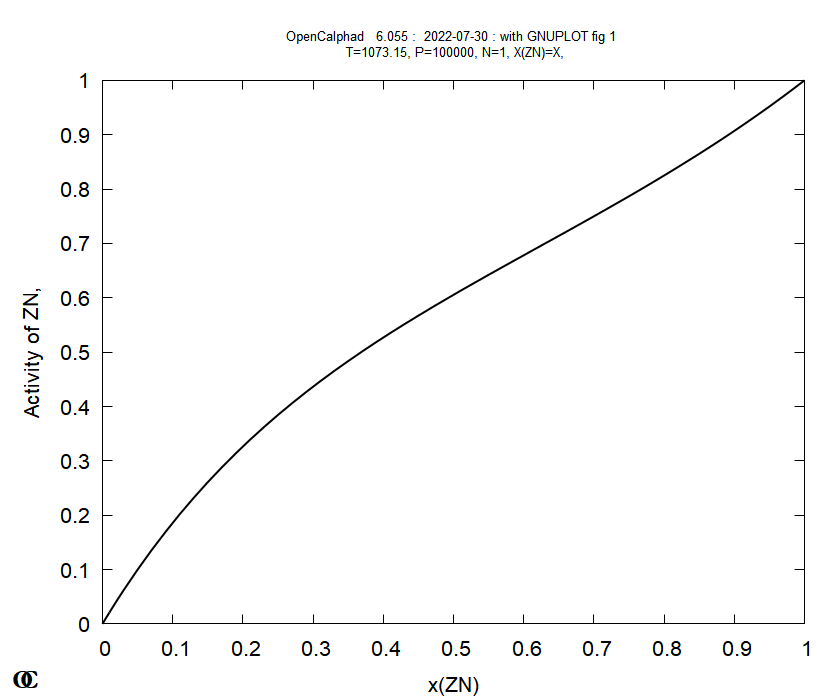 OpenCalphad 6.055 : 2022-07-30 : with GNUPLOT fig 1
T=1073.15, P=100000, N=1, X(ZN)=X,
1
0.9
0.8
0.7
0.6
0.5
0.4
0.3
0.2
0.1
0
Activity of ZN,
0 0.1 0.2 0.3 0.4 0.5 0.6 0.7 0.8 0.9 1
x(ZN)
OC